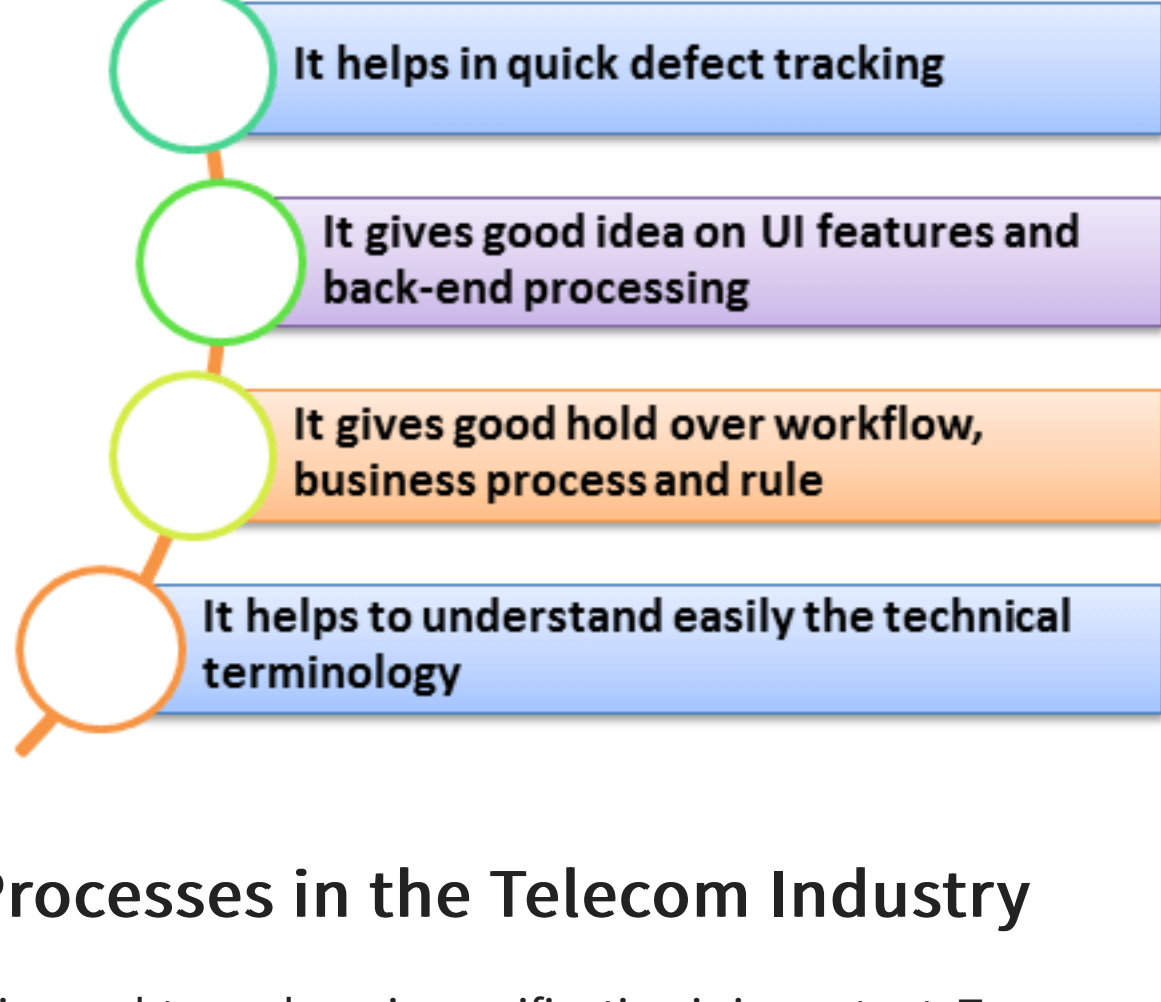 It helps in quick defect tracking
It gives good idea on UI features and
back-end processing
It gives good hold over workflow,
business process and rule
It helps to understand easily the technical
terminology
Processes in the Telecom Industry